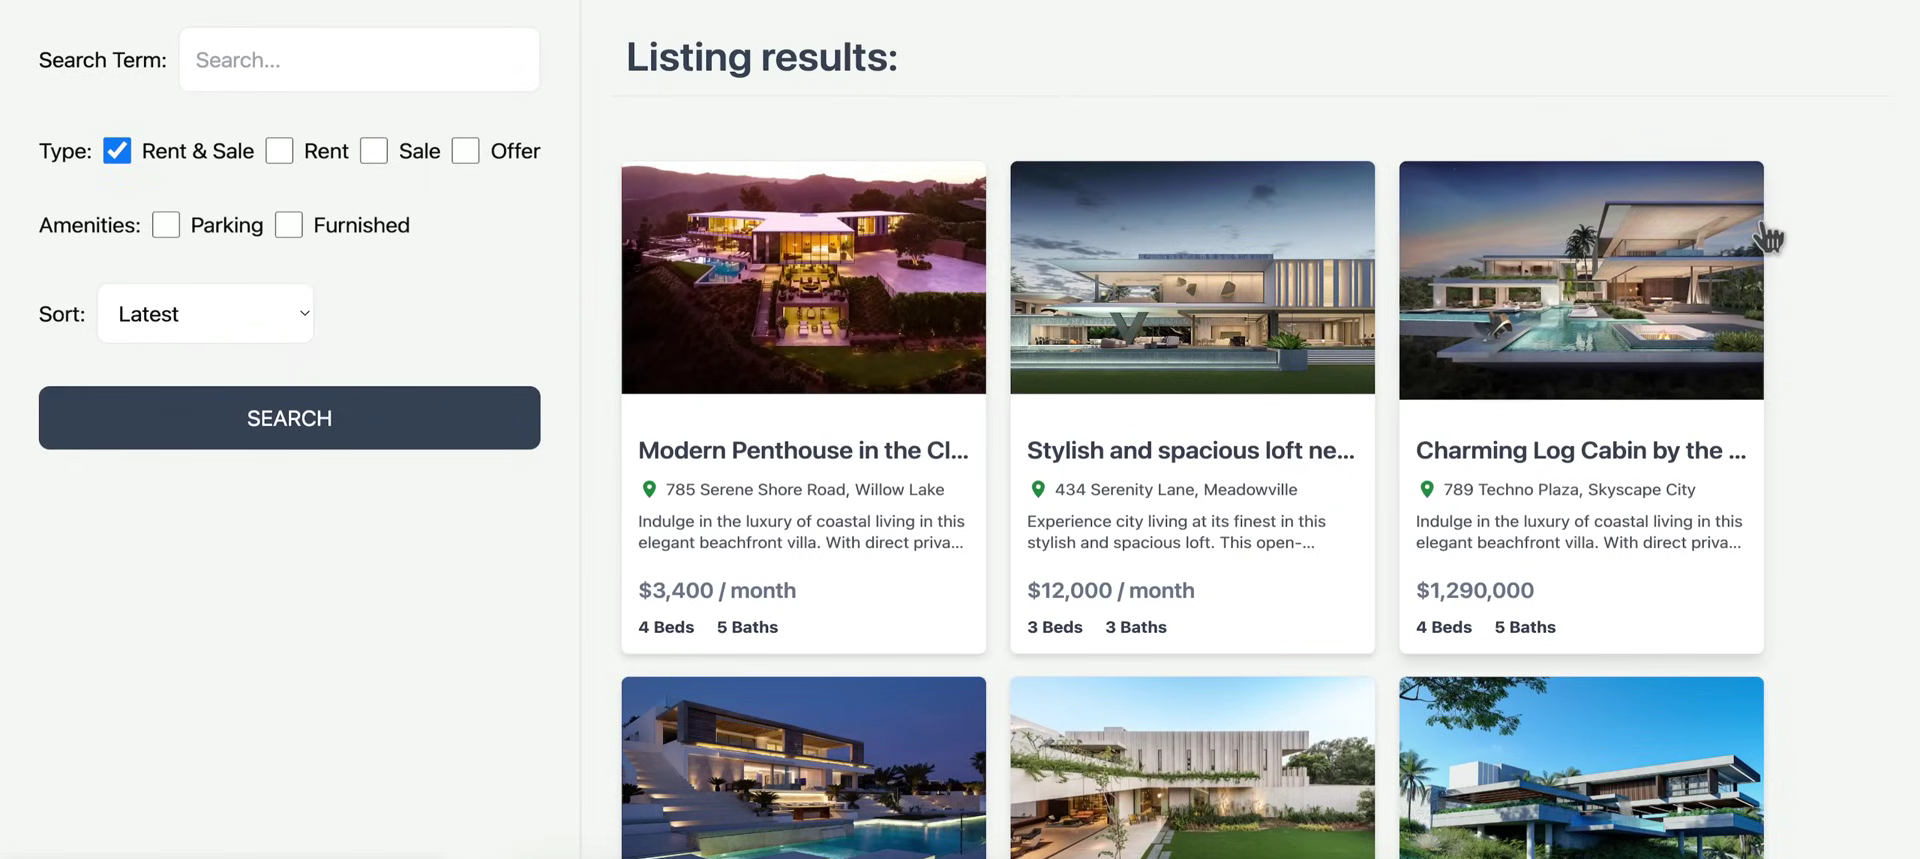 Search Term: Search...
Type: Rent & Sale Rent Sale Offer
Amenities: Parking Furnished
Sort: Latest
SEARCH
Listing results:
Modern Penthouse in the Cl...
785 Serene Shore Road, Willow Lake
Indulge in the luxury of coastal living in this
elegant beachfront villa. With direct priva...
$3,400 / month
4 Beds 5 Baths
Stylish and spacious loft ne...
434 Serenity Lane, Meadowville
Experience city living at its finest in this
stylish and spacious loft. This open-...
$12,000 / month
3 Beds 3 Baths
Charming Log Cabin by the ...
789 Techno Plaza, Skyscape City
Indulge in the luxury of coastal living in this
elegant beachfront villa. With direct priva...
$1,290,000
4 Beds 5 Baths